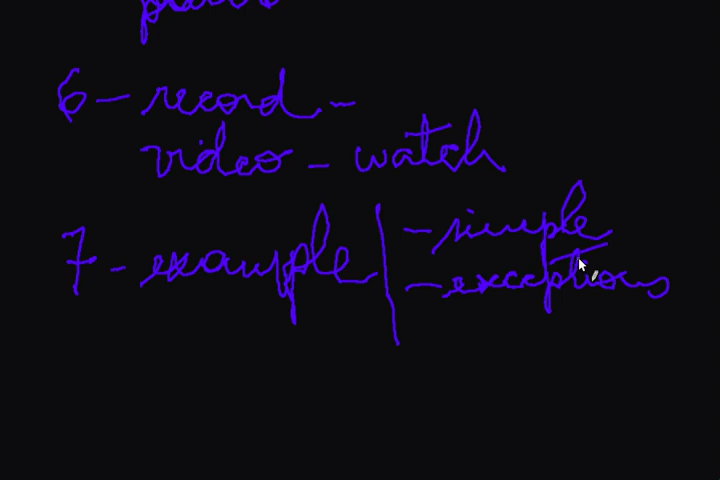 6- record --
video - watch
7- example | - simple
- exceptions